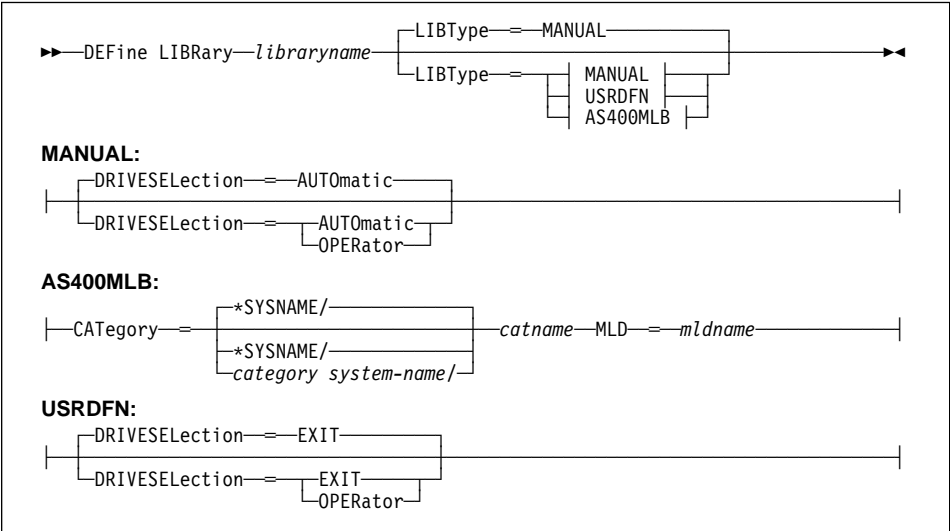 LIBType = MANUAL
►►──DEFine LIBRary libraryname ►◄
LIBType = MANUAL
USRDFN
AS400MLB
MANUAL:
DRIVESELection = AUTOmatic
DRIVESELection = AUTOmatic
OPERator
AS400MLB:
*SYSNAME/
CATegory = catname MLD = mldname
*SYSNAME/
category system-name/
USRDFN:
DRIVESELection = EXIT
DRIVESELection = EXIT
OPERator